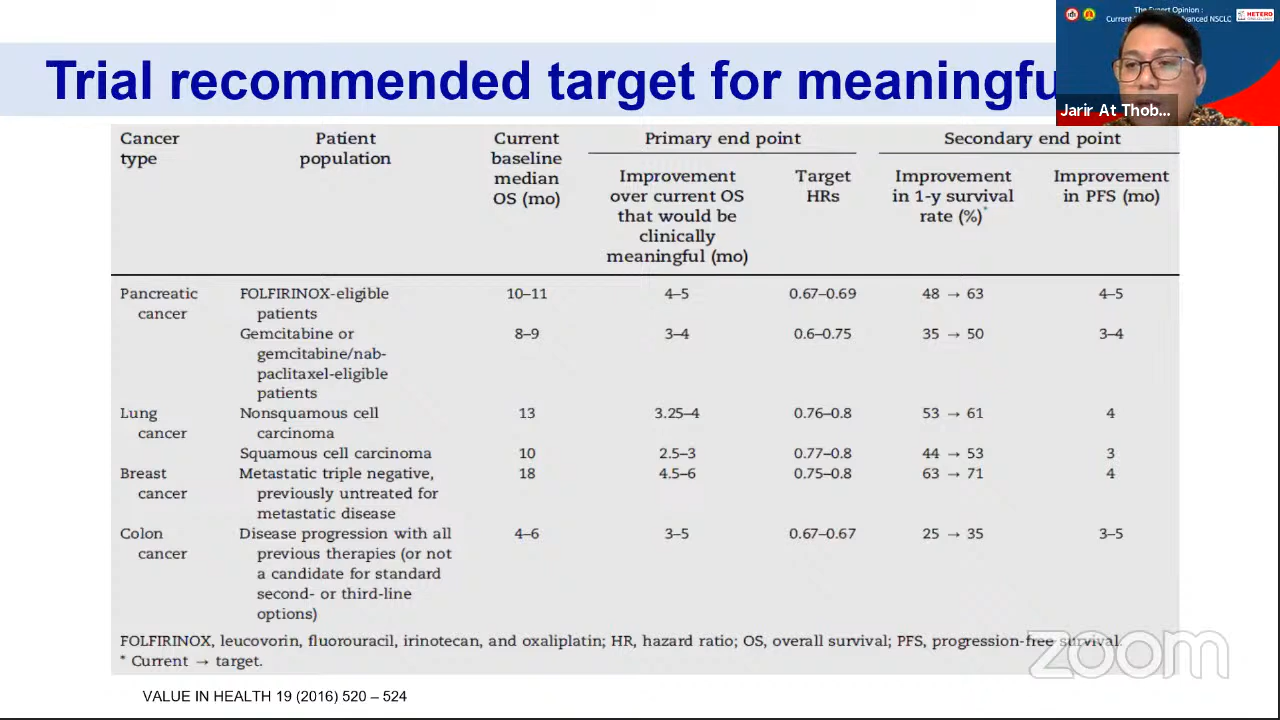 The Expert Opinion :
HETERO
Trial recommended target for meaningfu
Jarir At Thob...
Cancer type
Patient population
Current baseline median OS (mo)
Primary end point
Secondary end point
Improvement over current OS that would be clinically meaningful (mo)
Target HRs
Improvement in 1-y survival rate (%)*
Improvement in PFS (mo)
Pancreatic cancer
FOLFIRINOX-eligible patients
10–11
4–5
0.67–0.69
48 → 63
4–5
Gemcitabine or gemcitabine/nab-paclitaxel-eligible patients
8–9
3–4
0.6–0.75
35 → 50
3–4
Lung cancer
Nonsquamous cell carcinoma
13
3.25–4
0.76–0.8
53 → 61
4
Squamous cell carcinoma
10
2.5–3
0.77–0.8
44 → 53
3
Breast cancer
Metastatic triple negative, previously untreated for metastatic disease
18
4.5–6
0.75–0.8
63 → 71
4
Colon cancer
Disease progression with all previous therapies (or not a candidate for standard second- or third-line options)
4–6
3–5
0.67–0.67
25 → 35
3–5
FOLFIRINOX, leucovorin, fluorouracil, irinotecan, and oxaliplatin; HR, hazard ratio; OS, overall survival; PFS, progression-free survival.
* Current → target.
zoom
VALUE IN HEALTH 19 (2016) 520 – 524